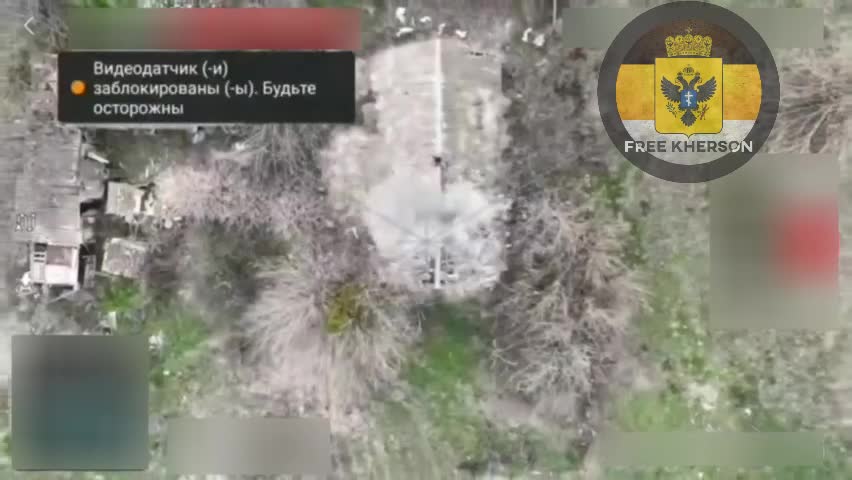 Видеодатчик (-и)
заблокированы (-ы). Будьте
осторожны
FREE KHERSON